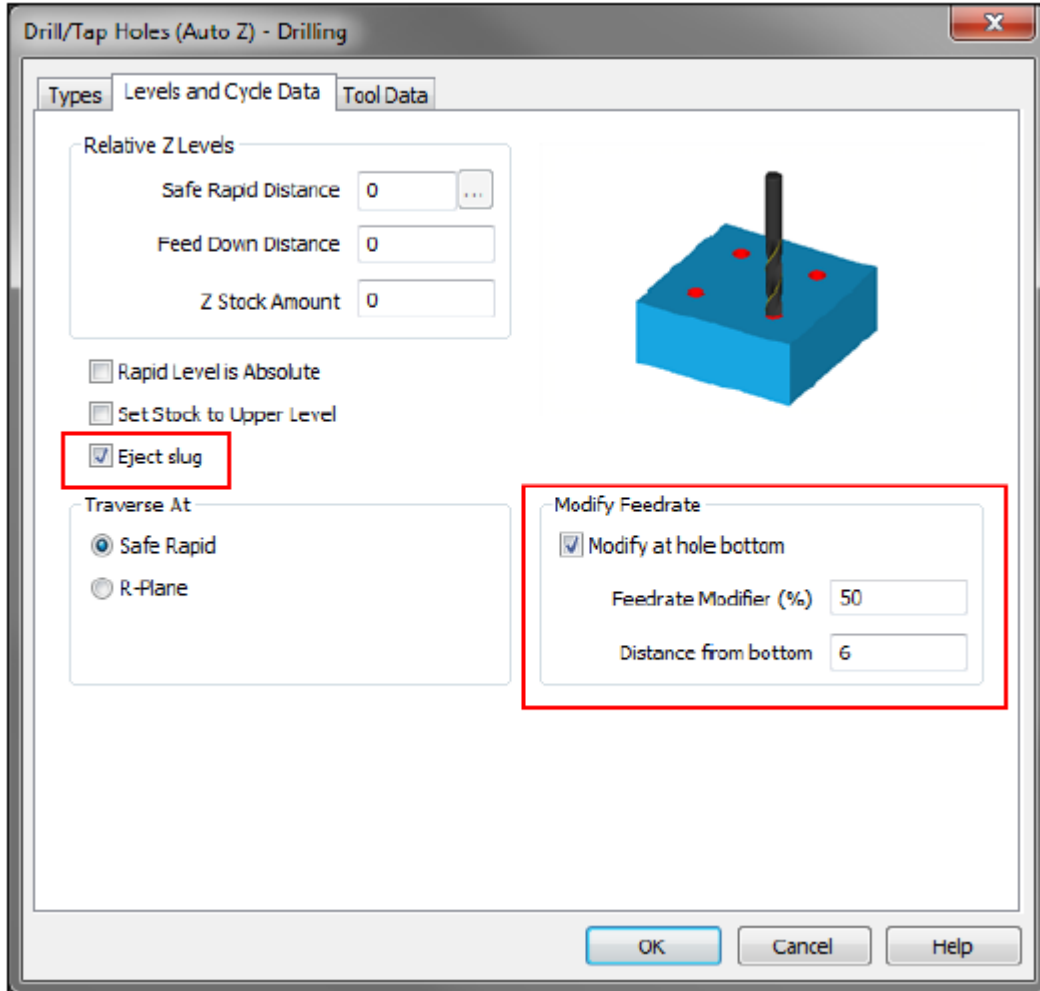 Drill/Tap Holes (Auto Z) - Drilling
Types Levels and Cycle Data Tool Data
Relative Z Levels
Safe Rapid Distance 0 ...
Feed Down Distance 0
Z Stock Amount 0
Rapid Level is Absolute
Set Stock to Upper Level
Eject slug
Traverse At
Safe Rapid
R-Plane
Modify Feedrate
Modify at hole bottom
Feedrate Modifier (%) 50
Distance from bottom 6
OK Cancel Help